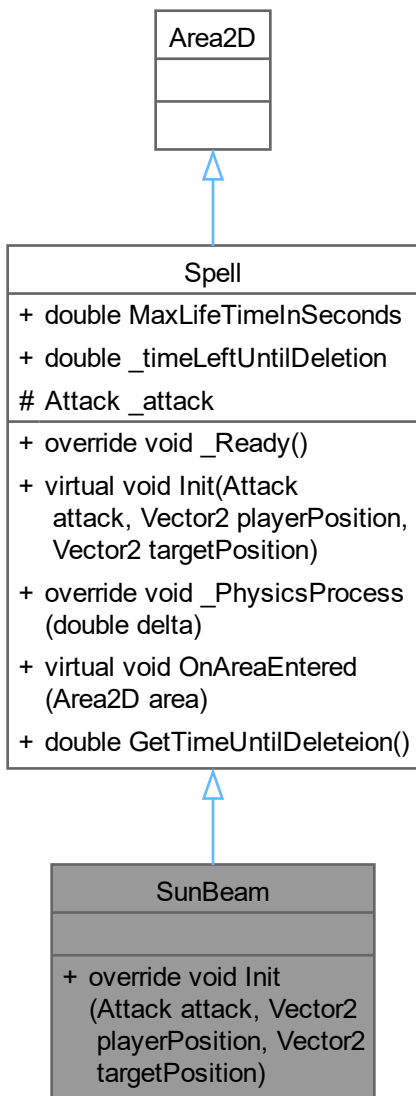 Area2D
Spell
+ double MaxLifeTimeInSeconds
+ double _timeLeftUntilDeletion
# Attack _attack
+ override void _Ready()
+ virtual void Init(Attack
attack, Vector2 playerPosition,
Vector2 targetPosition)
+ override void _PhysicsProcess
(double delta)
+ virtual void OnAreaEntered
(Area2D area)
+ double GetTimeUntilDeleteion()
SunBeam
+ override void Init
(Attack attack, Vector2
playerPosition, Vector2
targetPosition)